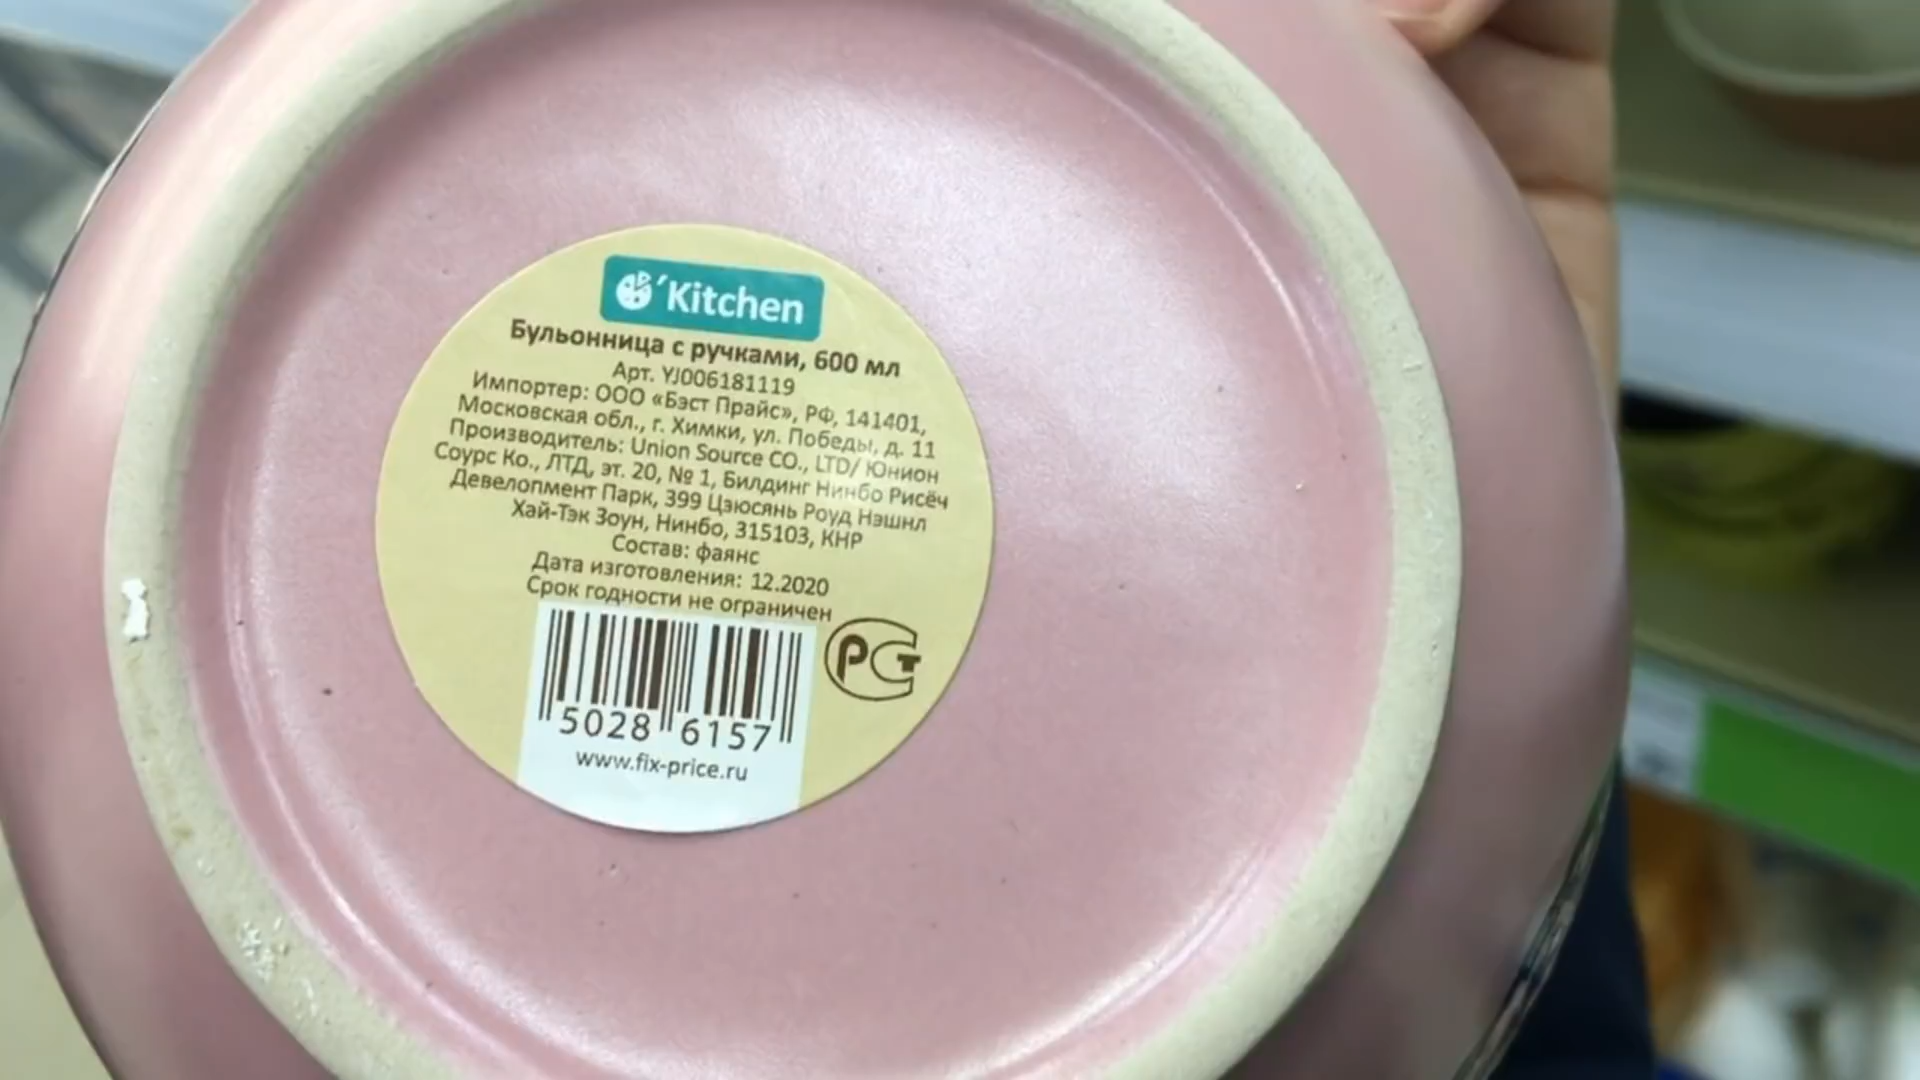 'Kitchen
Бульонница с ручками, 600 мл
Арт. YJ006181119
Импортер: ООО «Бэст Прайс», РФ, 141401,
Московская обл., г. Химки, ул. Победы, д. 11
Производитель: Union Source CO., LTD/ Юнион
Соурс Ко., ЛТД, эт. 20, № 1, Билдинг Нинбо Рисёч
Девелопмент Парк, 399 Цзюсянь Роуд Нэшнл
Хай-Тэк Зоун, Нинбо, 315103, КНР
Состав: фаянс
Дата изготовления: 12.2020
Срок годности не ограничен
РСТ
5028 6157
www.fix-price.ru